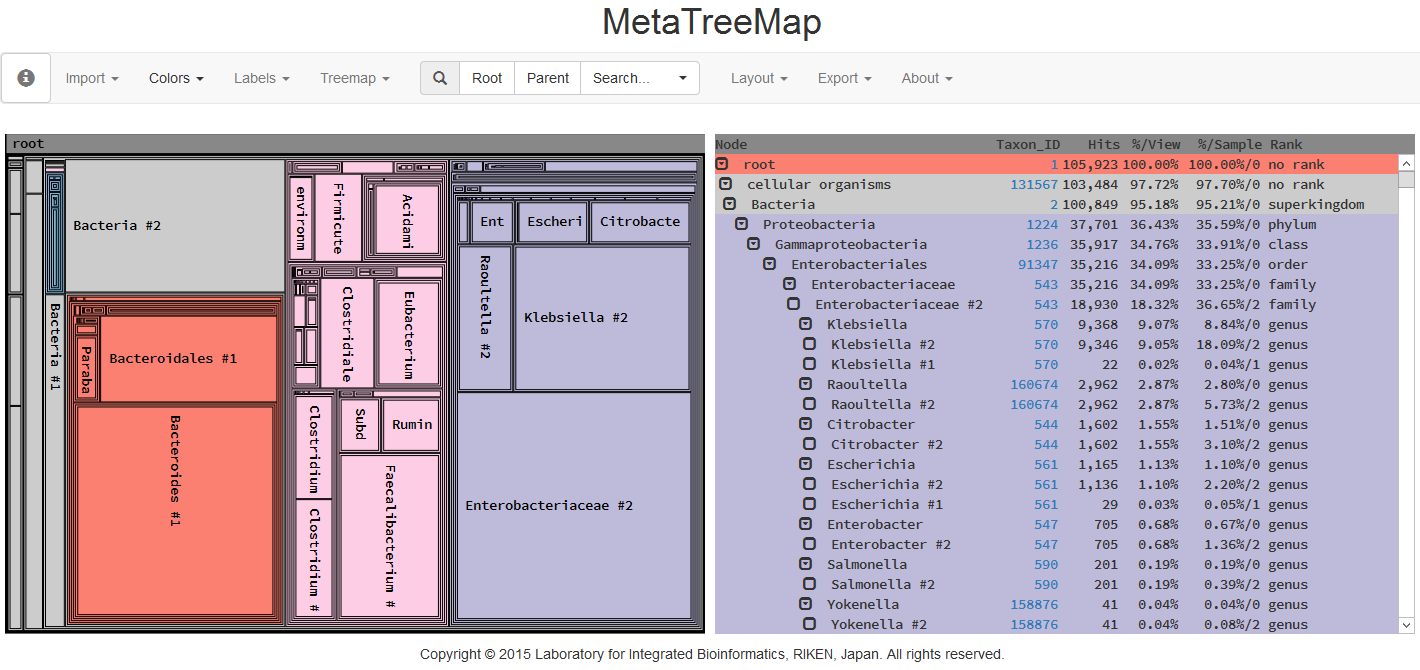 MetaTreeMap
Import Colors Labels Treemap Root Parent Search... Layout Export About
root
Bacteria #2
Bacteria #1
Paraba
Bacteroidales #1
Bacteroides #1
environm
Firmicute
Acidami
Clostridiale
Eubacterium
Clostridium
Clostridium #
Subd
Rumin
Faecalibacterium #
Ent
Escheri
Citrobacte
Raoultella #2
Klebsiella #2
Enterobacteriaceae #2
Node Taxon_ID Hits %/View %/Sample Rank
root 1 105,923 100.00% 100.00%/0 no rank
cellular organisms 131567 103,484 97.72% 97.70%/0 no rank
Bacteria 2 100,849 95.18% 95.21%/0 superkingdom
Proteobacteria 1224 37,701 36.43% 35.59%/0 phylum
Gammaproteobacteria 1236 35,917 34.76% 33.91%/0 class
Enterobacteriales 91347 35,216 34.09% 33.25%/0 order
Enterobacteriaceae 543 35,216 34.09% 33.25%/0 family
Enterobacteriaceae #2 543 18,930 18.32% 36.65%/2 family
Klebsiella 570 9,368 9.07% 8.84%/0 genus
Klebsiella #2 570 9,346 9.05% 18.09%/2 genus
Klebsiella #1 570 22 0.02% 0.04%/1 genus
Raoultella 160674 2,962 2.87% 2.80%/0 genus
Raoultella #2 160674 2,962 2.87% 5.73%/2 genus
Citrobacter 544 1,602 1.55% 1.51%/0 genus
Citrobacter #2 544 1,602 1.55% 3.10%/2 genus
Escherichia 561 1,165 1.13% 1.10%/0 genus
Escherichia #2 561 1,136 1.10% 2.20%/2 genus
Escherichia #1 561 29 0.03% 0.05%/1 genus
Enterobacter 547 705 0.68% 0.67%/0 genus
Enterobacter #2 547 705 0.68% 1.36%/2 genus
Salmonella 590 201 0.19% 0.19%/0 genus
Salmonella #2 590 201 0.19% 0.39%/2 genus
Yokenella 158876 41 0.04% 0.04%/0 genus
Yokenella #2 158876 41 0.04% 0.08%/2 genus
Copyright © 2015 Laboratory for Integrated Bioinformatics, RIKEN, Japan. All rights reserved.